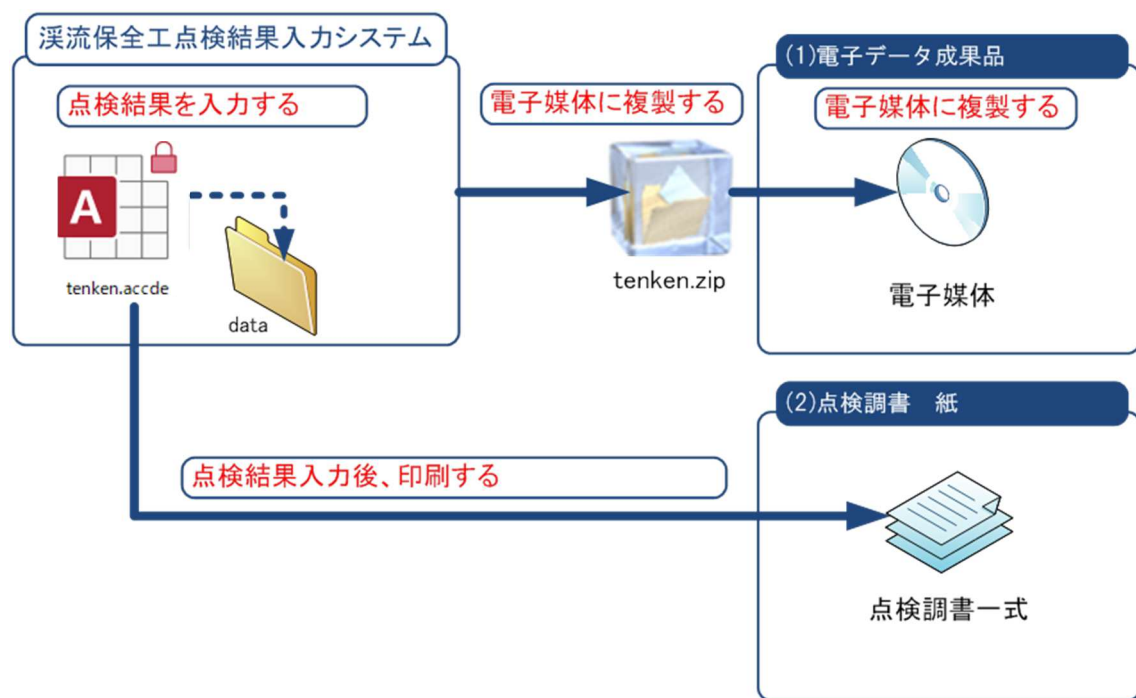 渓流保全工点検結果入力システム
点検結果を入力する
A
tenken.accde
data
電子媒体に複製する
tenken.zip
(1)電子データ成果品
電子媒体に複製する
電子媒体
点検結果入力後、印刷する
(2)点検調書　紙
点検調書一式